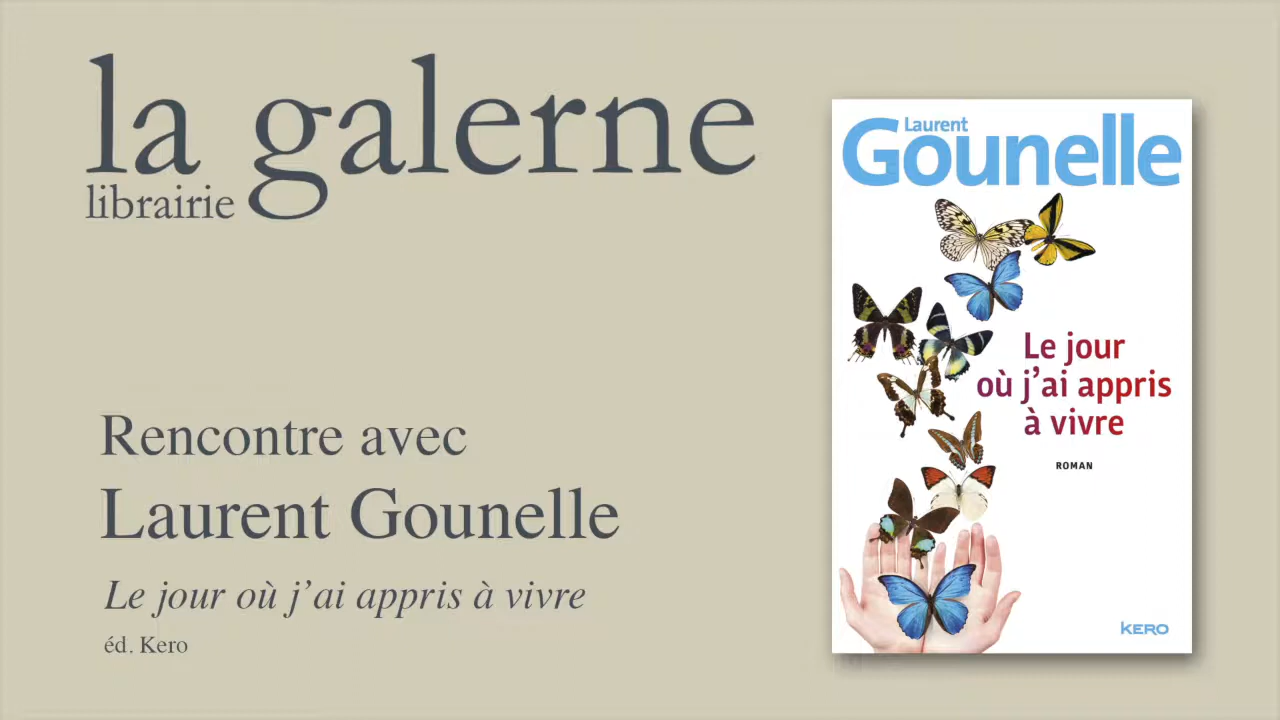 la galerne
librairie
Rencontre avec
Laurent Gounelle
Le jour où j’ai appris à vivre
éd. Kero
Laurent
Gounelle
Le jour
où j’ai appris
à vivre
ROMAN
KERO